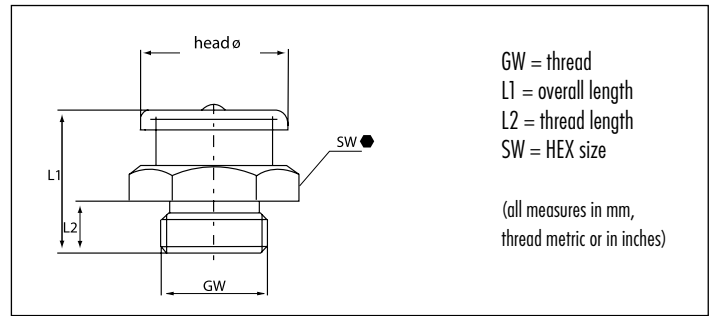 head ø
GW = thread
L1 = overall length
L2 = thread length
SW = HEX size
SW
L1
L2
(all measures in mm,
thread metric or in inches)
GW